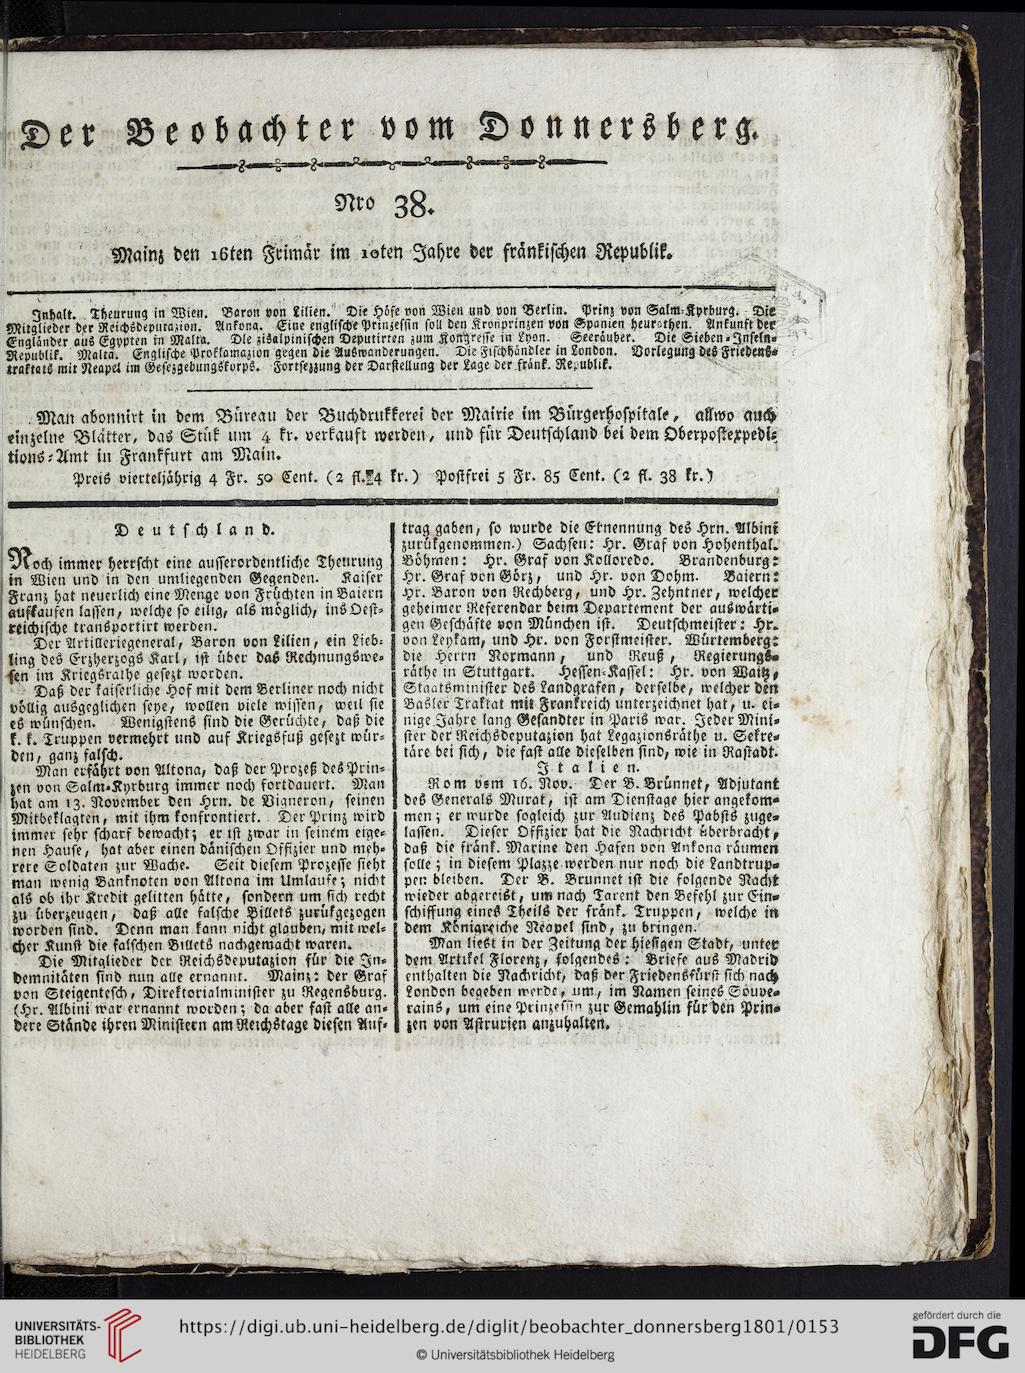 Der Beobachter vom Donnersberg.
Nro 38.
Mainz den 16ten Frimär im 10ten Jahre der fränkischen Republik.
Inhalt. Theurung in Wien. Baron von Lilien. Die Höfe von Wien und von Berlin. Prinz von Salm-Kyrburg. Die
Mitglieder der Reichsdeputazion. Ankona. Eine englische Prinzessin soll den Kronprinzen von Spanien heurathen. Ankunft der
Engländer aus Egypten in Malta. Die zisalpinischen Deputirten zum Kongresse in Lyon. Seeräuber. Die Sieben-Inseln-
Republik. Malta. Englische Proklamazion gegen die Auswanderungen. Die Fischhändler in London. Vorlegung des Friedens-
traktats mit Neapel im Gesezgebungskorps. Fortsezzung der Darstellung der Lage der fränk. Republik.
Man abonnirt in dem Büreau der Buchdrukkerei der Mairie im Bürgerhospitale, allwo auch
einzelne Blätter, das Stük um 4 kr. verkauft werden, und für Deutschland bei dem Oberpostexpedi-
tions-Amt in Frankfurt am Main.
Preis vierteljährig 4 Fr. 50 Cent. (2 fl. 4 kr.) Postfrei 5 Fr. 85 Cent. (2 fl. 38 kr.)
Deutschland.
Noch immer herrscht eine ausserordentliche Theurung
in Wien und in den umliegenden Gegenden. Kaiser
Franz hat neuerlich eine Menge von Früchten in Baiern
aufkaufen lassen, welche so eilig, als möglich, ins Oest-
reichische transportirt werden.
Der Artilleriegeneral, Baron von Lilien, ein Lieb-
ling des Erzherzogs Karl, ist über das Rechnungswe-
sen im Kriegsrathe gesezt worden.
Daß der kaiserliche Hof mit dem Berliner noch nicht
völlig ausgeglichen seye, wollen viele wissen, weil sie
es wünschen. Wenigstens sind die Gerüchte, daß die
k. k. Truppen vermehrt und auf Kriegsfuß gesezt wür-
den, ganz falsch.
Man erfährt von Altona, daß der Prozeß des Prin-
zen von Salm-Kyrburg immer noch fortdauert. Man
hat am 13. November den Hrn. de Vigneron, seinen
Mitbeklagten, mit ihm konfrontiert. Der Prinz wird
immer sehr scharf bewacht; er ist zwar in seinem eige-
nen Hause, hat aber einen dänischen Offizier und meh-
rere Soldaten zur Wache. Seit diesem Prozesse sieht
man wenig Banknoten von Altona im Umlaufe; nicht
als ob ihr Kredit gelitten hätte, sondern um sich recht
zu überzeugen, daß alle falsche Billets zurükgezogen
worden sind. Denn man kann nicht glauben, mit wel-
cher Kunst die falschen Billets nachgemacht waren.
Die Mitglieder der Reichsdeputazion für die In-
demnitäten sind nun alle ernannt. Mainz: der Graf
von Steigentesch, Direktorialminister zu Regensburg.
(Hr. Albini war ernannt worden; da aber fast alle an-
dere Stände ihren Ministern am Reichstage diesen Auf-
trag gaben, so wurde die Ernennung des Hrn. Albini
zurükgenommen.) Sachsen: Hr. Graf von Hohenthal.
Böhmen: Hr. Graf von Kolloredo. Brandenburg:
Hr. Graf von Görz, und Hr. von Dohm. Baiern:
Hr. Baron von Rechberg, und Hr. Zehntner, welcher
geheimer Referendar beim Departement der auswärti-
gen Geschäfte von München ist. Deutschmeister: Hr.
von Leykam, und Hr. von Forstmeister. Würtemberg:
die Herrn Normann, und Reuß, Regierungs-
räthe in Stuttgart. Hessen-Kassel: Hr. von Waitz,
Staatsminister des Landgrafen, derselbe, welcher den
Basler Traktat mit Frankreich unterzeichnet hat, u. ei-
nige Jahre lang Gesandter in Paris war. Jeder Mini-
ster der Reichsdeputazion hat Legazionsräthe u. Sekre-
täre bei sich, die fast alle dieselben sind, wie in Rastadt.
Italien.
Rom vom 16. Nov. Der B. Brünnet, Adjutant
des Generals Murat, ist am Dienstage hier angekom-
men; er wurde sogleich zur Audienz des Pabsts zuge-
lassen. Dieser Offizier hat die Nachricht überbracht,
daß die fränk. Marine den Hafen von Ankona räumen
solle; in diesem Plazze werden nur noch die Landtrup-
pen bleiben. Der B. Brunnet ist die folgende Nacht
wieder abgereist, um nach Tarent den Befehl zur Ein-
schiffung eines Theils der fränk. Truppen, welche in
dem Königreiche Neapel sind, zu bringen.
Man liest in der Zeitung der hiesigen Stadt, unter
dem Artikel Florenz, folgendes: Briefe aus Madrid
enthalten die Nachricht, daß der Friedensfürst sich nach
London begeben werde, um, im Namen seines Souve-
rains, um eine Prinzessin zur Gemahlin für den Prin-
zen von Astrurien anzuhalten.
UNIVERSITÄTS-
BIBLIOTHEK
HEIDELBERG
https://digi.ub.uni-heidelberg.de/diglit/beobachter_donnersberg1801/0153
© Universitätsbibliothek Heidelberg
gefördert durch die
DFG